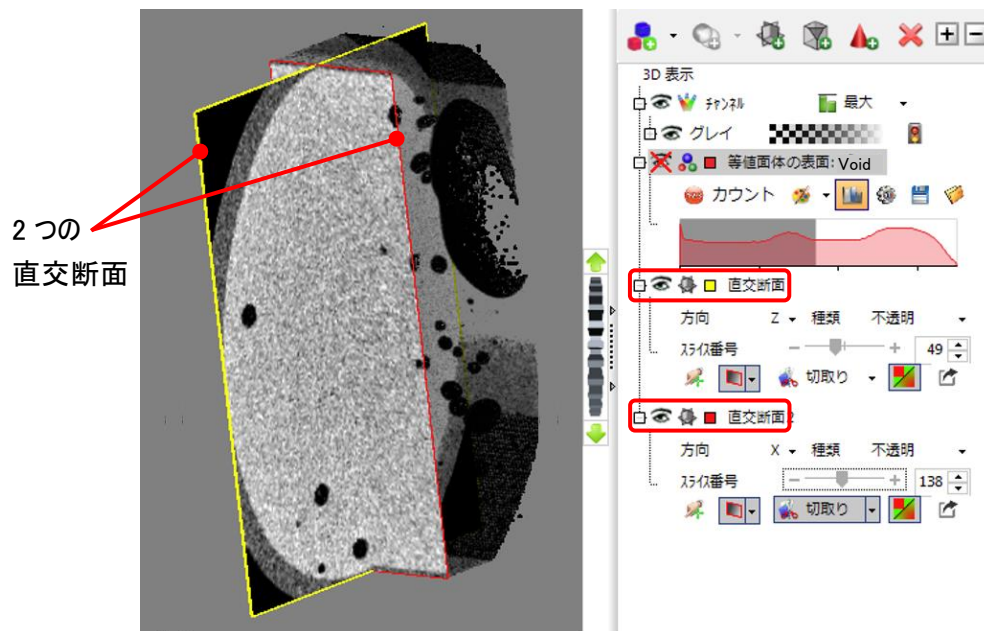 3D 表示
チャンネル 最大
グレイ
等値面体の表面: Void
カウント
2 つの
直交断面
直交断面
方向 Z 種類 不透明
スライス番号 49
切取り
直交断面2
方向 X 種類 不透明
スライス番号 138
切取り